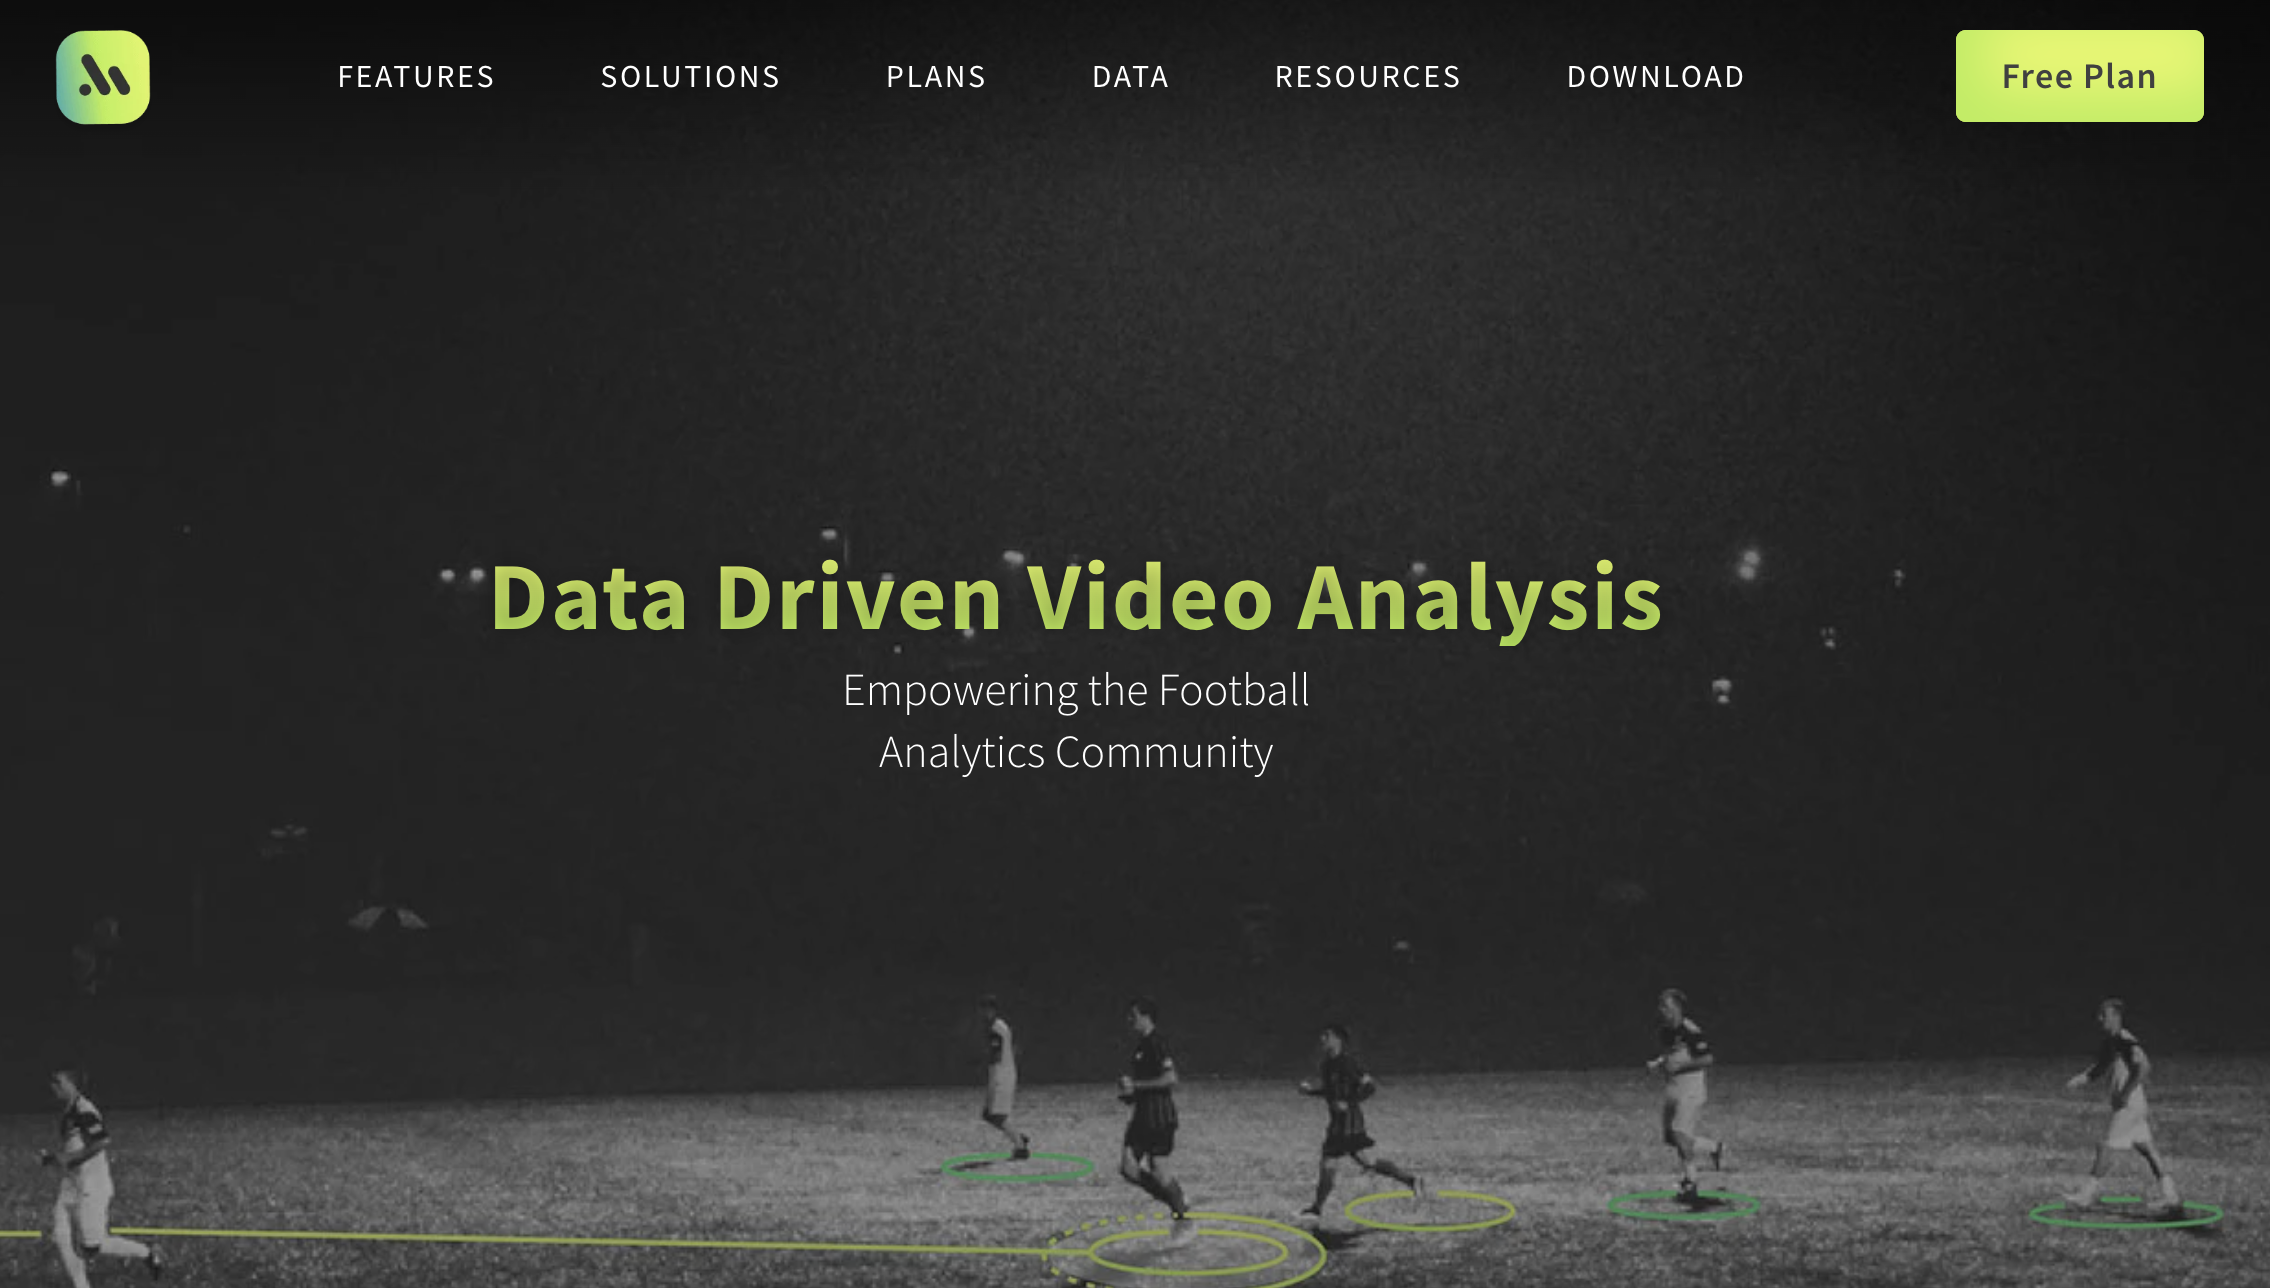 FEATURES SOLUTIONS PLANS DATA RESOURCES DOWNLOAD Free Plan
Data Driven Video Analysis
Empowering the Football
Analytics Community